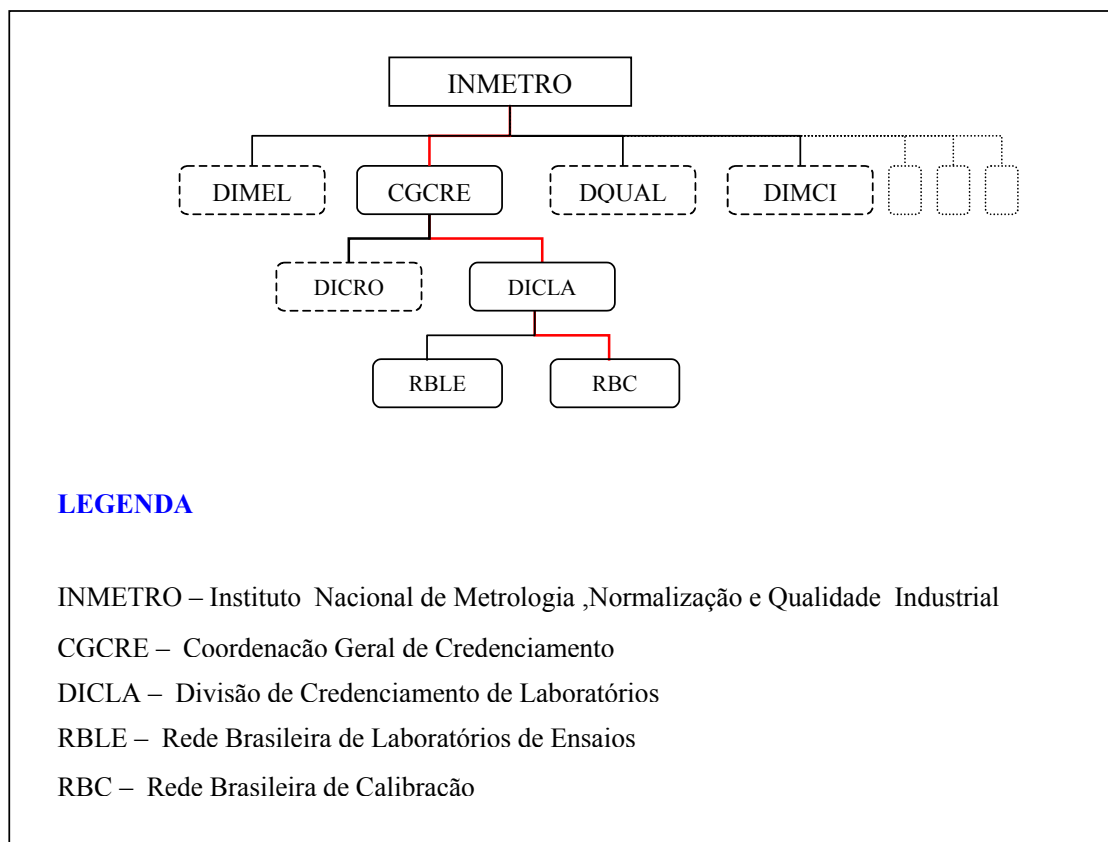 INMETRO
DIMEL CGCRE DQUAL DIMCI
DICRO DICLA
RBLE RBC
LEGENDA
INMETRO – Instituto Nacional de Metrologia ,Normalização e Qualidade Industrial
CGCRE – Coordenacão Geral de Credenciamento
DICLA – Divisão de Credenciamento de Laboratórios
RBLE – Rede Brasileira de Laboratórios de Ensaios
RBC – Rede Brasileira de Calibracão